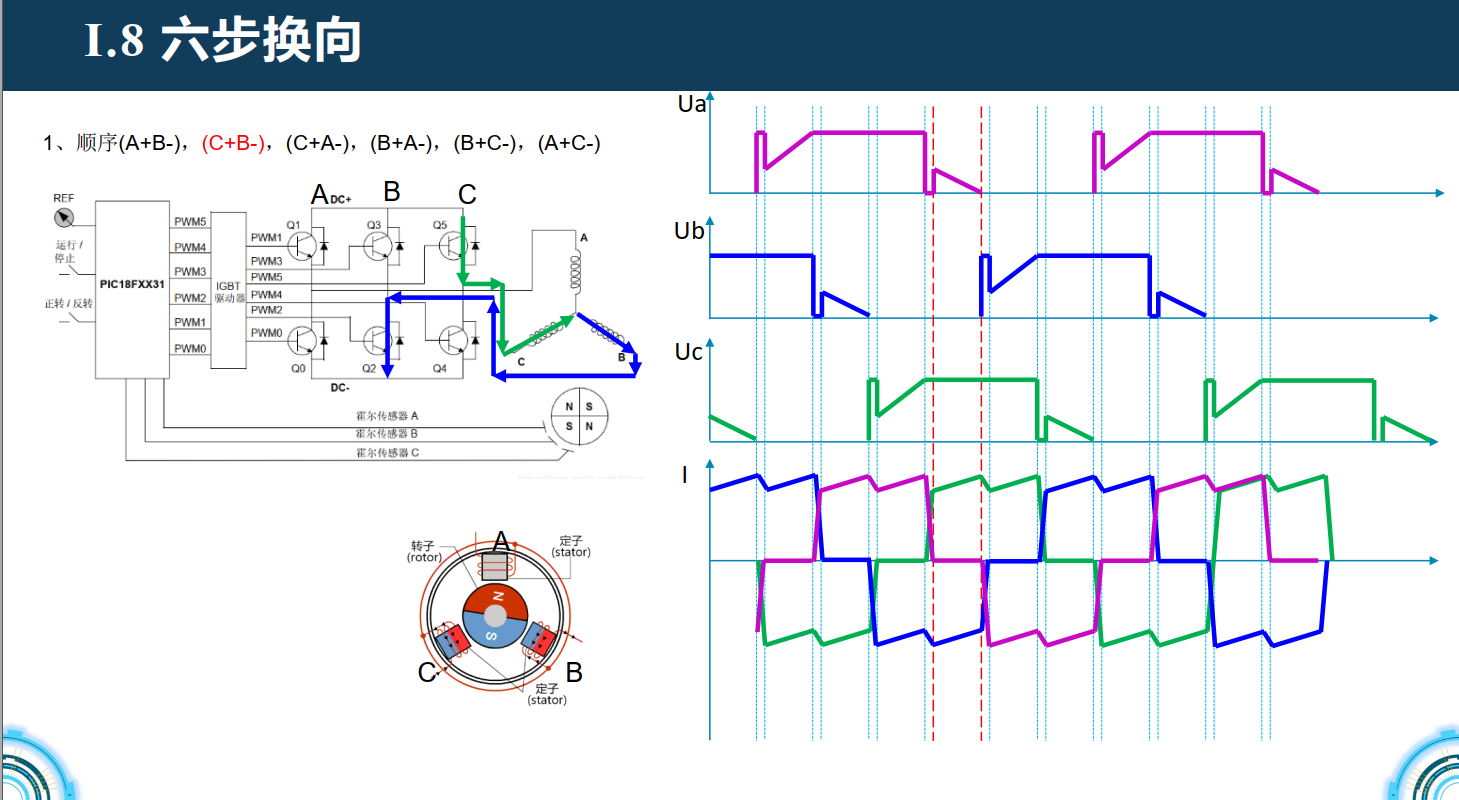 I.8 六步换向
1、顺序(A+B-)，(C+B-)，(C+A-)，(B+A-)，(B+C-)，(A+C-)
REF
运行 /
停止
正转 / 反转
PIC18FXX31
PWM5
PWM4
PWM3
PWM2
PWM1
PWM0
IGBT
驱动器
PWM1
PWM3
PWM5
PWM4
PWM2
PWM0
A DC+ B C
Q1 Q3 Q5
Q0 Q2 Q4
DC-
A
B
C
霍尔传感器 A
霍尔传感器 B
霍尔传感器 C
N S
S N
转子
(rotor)
A
定子
(stator)
N
S
C
B
定子
(stator)
Ua
Ub
Uc
I